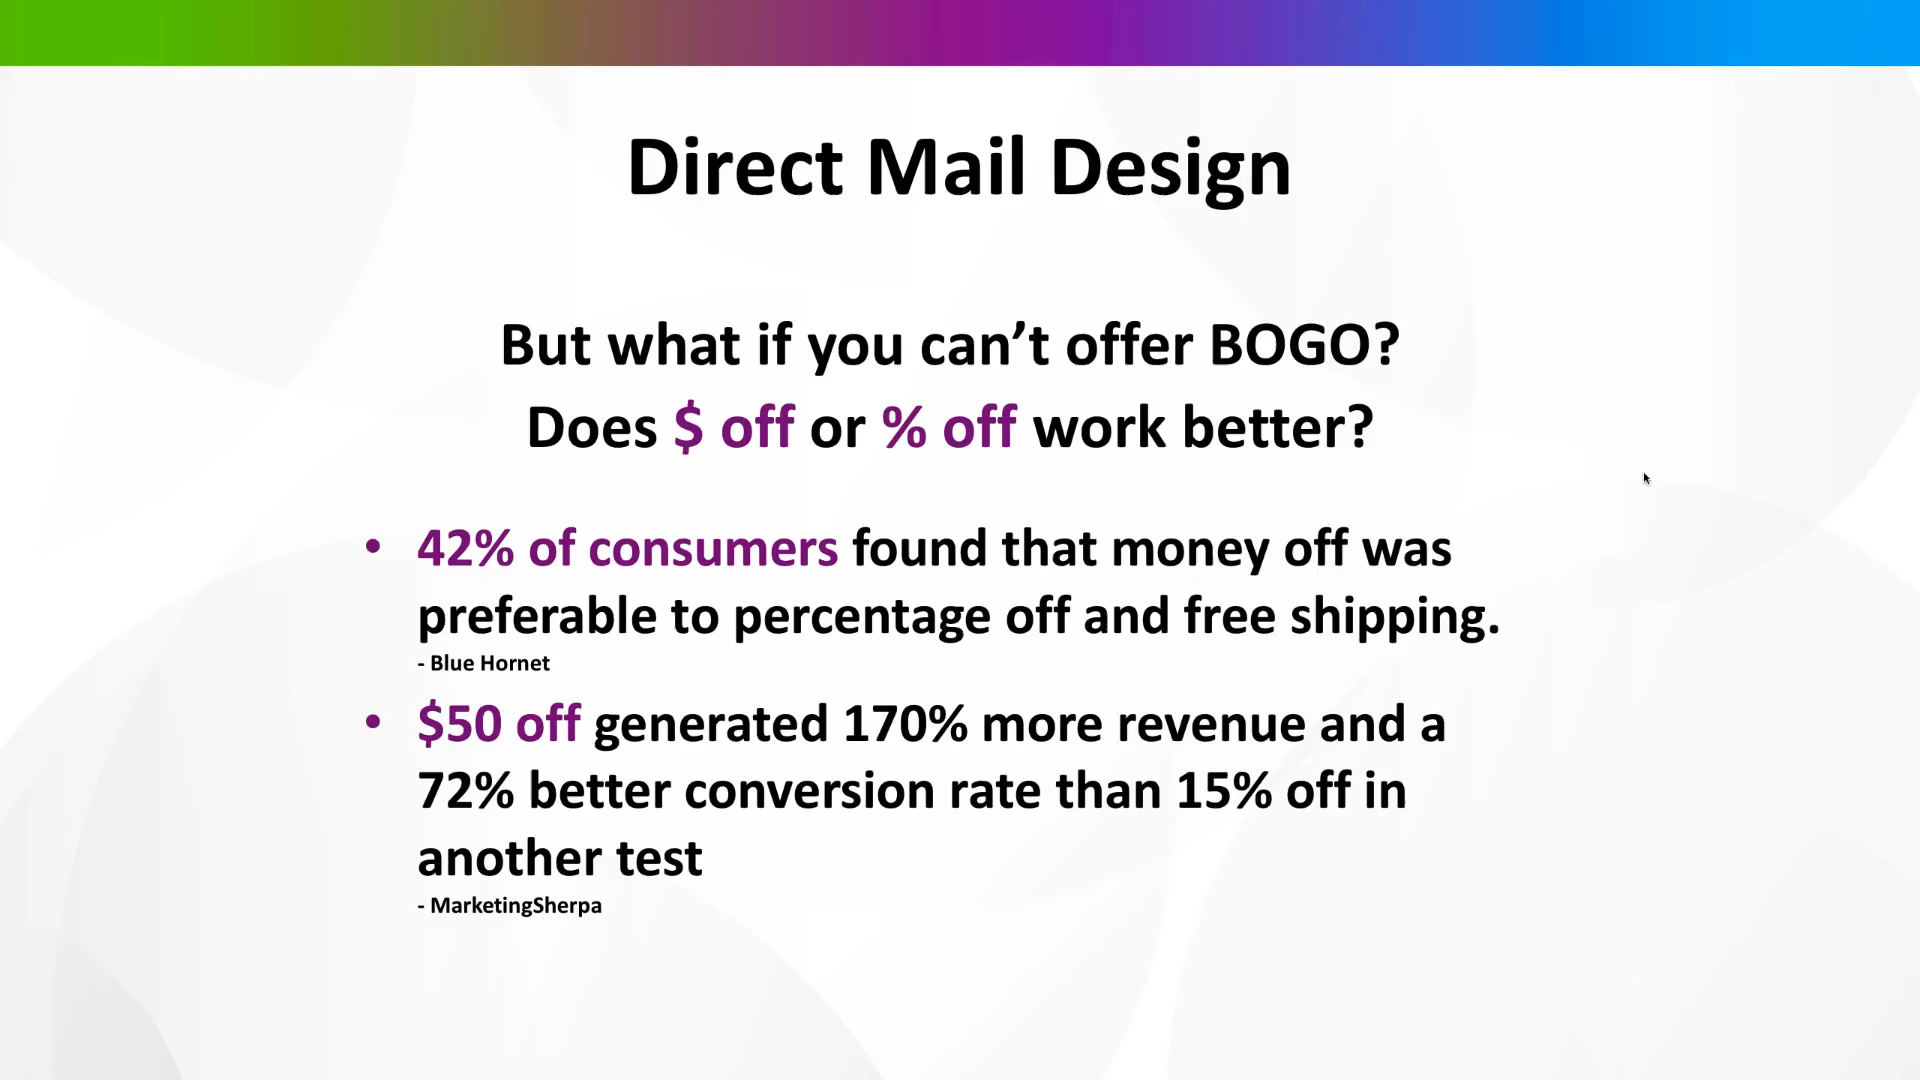 Direct Mail Design
But what if you can’t offer BOGO?
Does $ off or % off work better?
• 42% of consumers found that money off was
preferable to percentage off and free shipping.
- Blue Hornet
• $50 off generated 170% more revenue and a
72% better conversion rate than 15% off in
another test
- MarketingSherpa